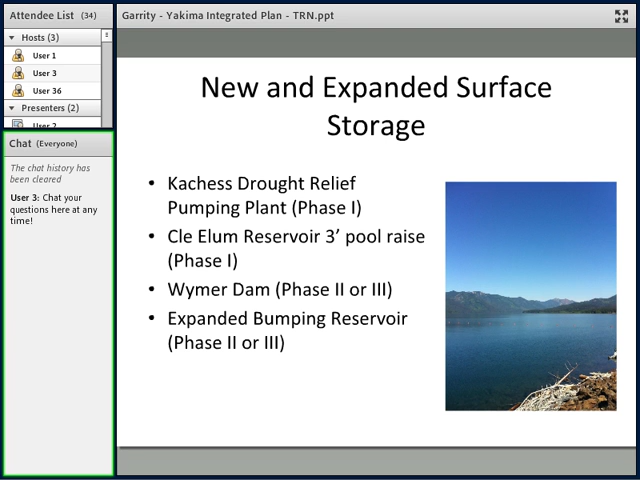 Attendee List (34)
Hosts (3)
User 1
User 3
User 36
Presenters (2)
User 2
Chat (Everyone)
The chat history has
been cleared
User 3: Chat your
questions here at any
time!
Garrity - Yakima Integrated Plan - TRN.ppt
New and Expanded Surface
Storage
• Kachess Drought Relief
Pumping Plant (Phase I)
• Cle Elum Reservoir 3’ pool raise
(Phase I)
• Wymer Dam (Phase II or III)
• Expanded Bumping Reservoir
(Phase II or III)